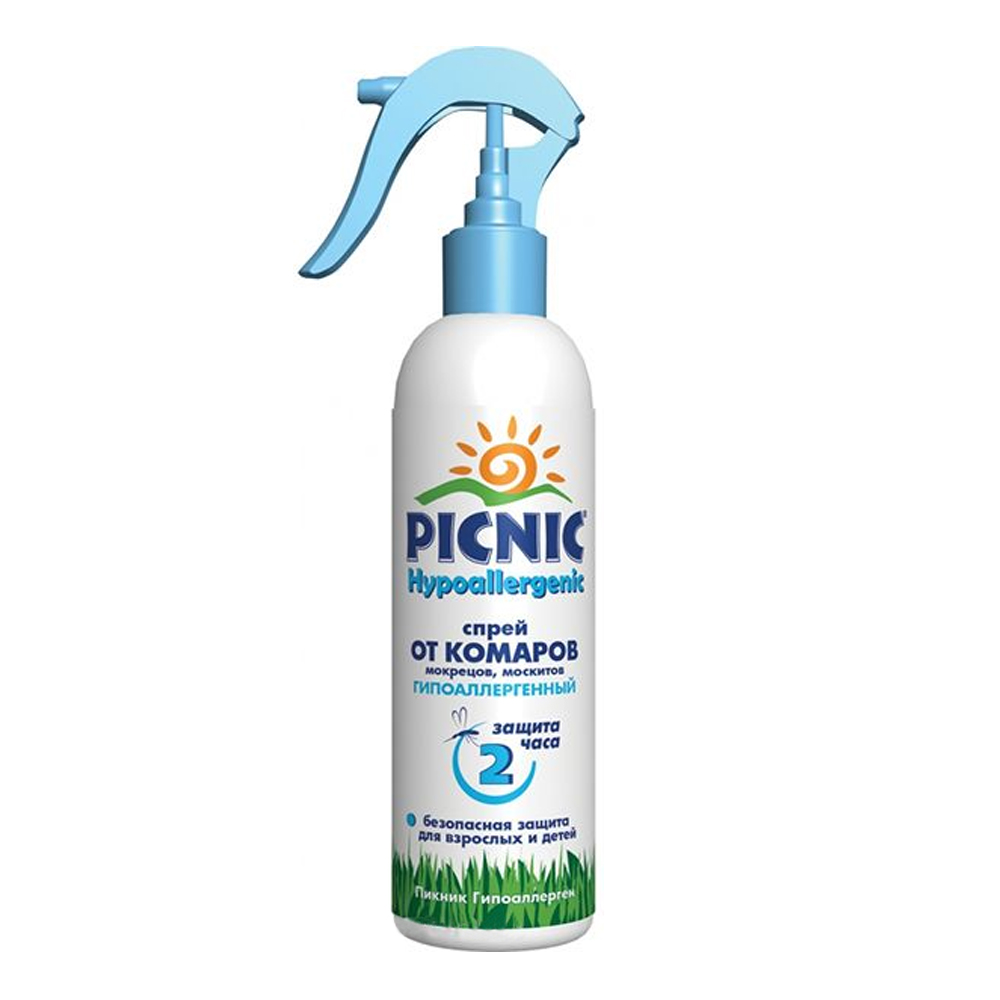 PICNIC®
Hypoallergenic
спрей
ОТ КОМАРОВ
мокрецов, москитов
ГИПОАЛЛЕРГЕННЫЙ
защита
2 часа
безопасная защита
для взрослых и детей
Пикник Гипоаллерген